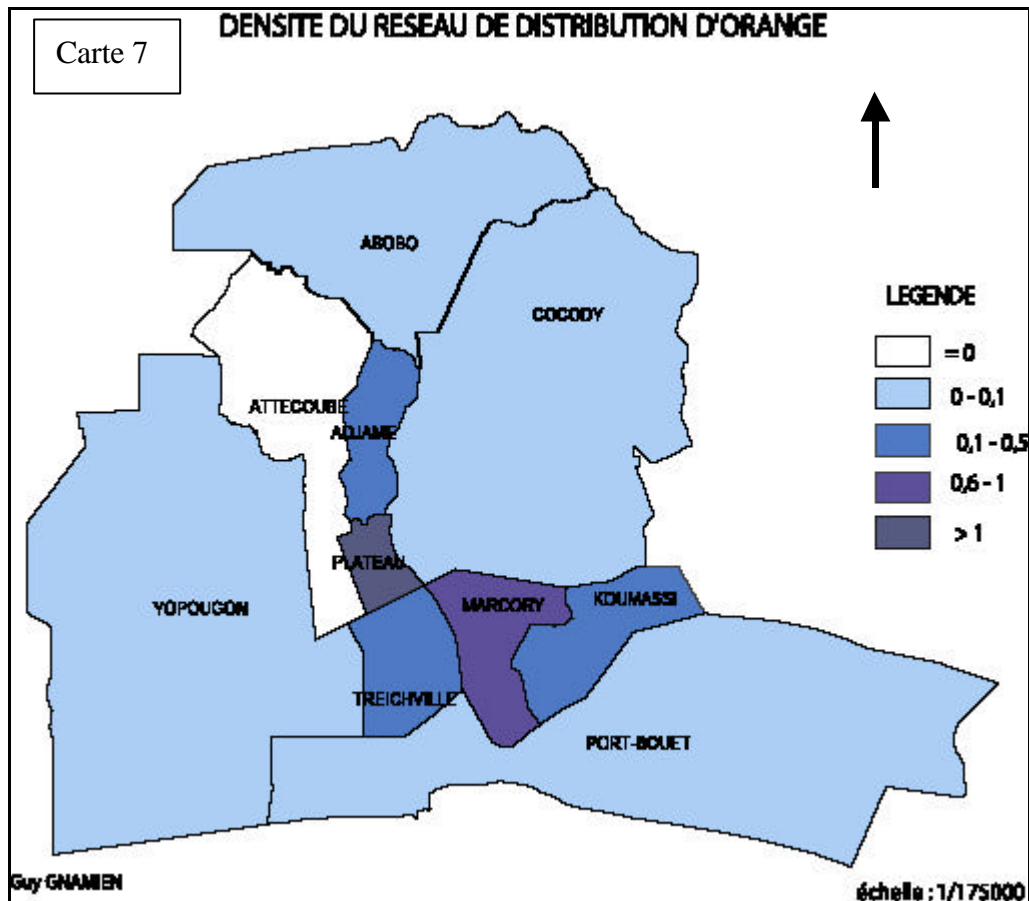 Carte 7
DENSITE DU RESEAU DE DISTRIBUTION D'ORANGE
ABOBO
COCODY
LEGENDE
= 0
0 - 0,1
0,1 - 0,5
0,6 - 1
> 1
ATTECOUBE
ADJAME
PLATEAU
YOPOUGON
MARCORY
KOUMASSI
TREICHVILLE
PORT-BOUET
Guy GNAMIEN
échelle : 1/175000